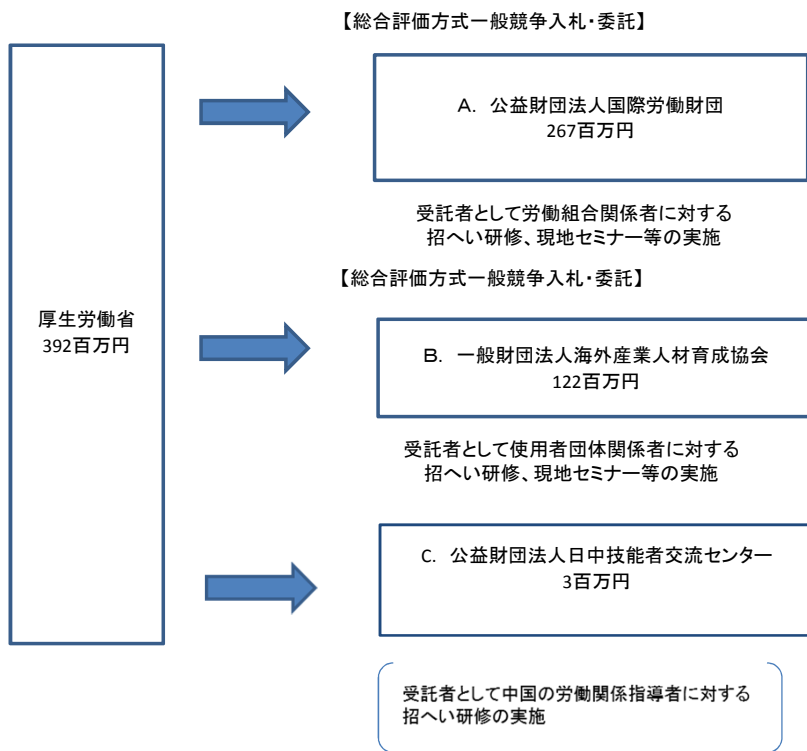 【総合評価方式一般競争入札・委託】
A. 公益財団法人国際労働財団
267百万円
受託者として労働組合関係者に対する
招へい研修、現地セミナー等の実施
【総合評価方式一般競争入札・委託】
厚生労働省
392百万円
B. 一般財団法人海外産業人材育成協会
122百万円
受託者として使用者団体関係者に対する
招へい研修、現地セミナー等の実施
C. 公益財団法人日中技能者交流センター
3百万円
受託者として中国の労働関係指導者に対する
招へい研修の実施